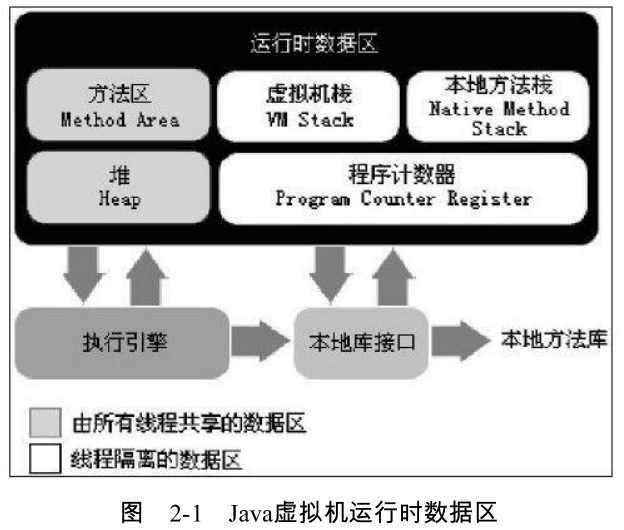 运行时数据区
方法区
Method Area
虚拟机栈
VM Stack
本地方法栈
Native Method
Stack
堆
Heap
程序计数器
Program Counter Register
执行引擎
本地库接口
本地方法库
由所有线程共享的数据区
线程隔离的数据区
图 2-1 Java虚拟机运行时数据区